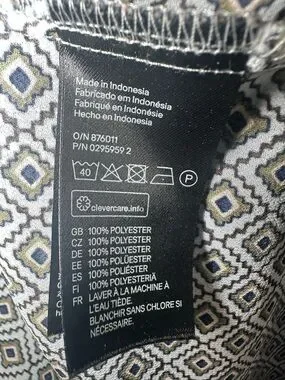 Made in Indonesia
Fabricado em Indonésia
Fabriqué en Indonésie
Hecho en Indonesia
O/N 876011
P/N 0295959 2
40 P
clevercare.info
GB 100% POLYESTER
CZ 100% POLYESTER
DE 100% POLYESTER
EE 100% POLÜESTER
ES 100% POLIÉSTER
FI 100% POLYESTERIÄ
FR LAVER À LA MACHINE À
L'EAU TIÈDE.
BLANCHIR SANS CHLORE SI
NÉCESSAIRE.